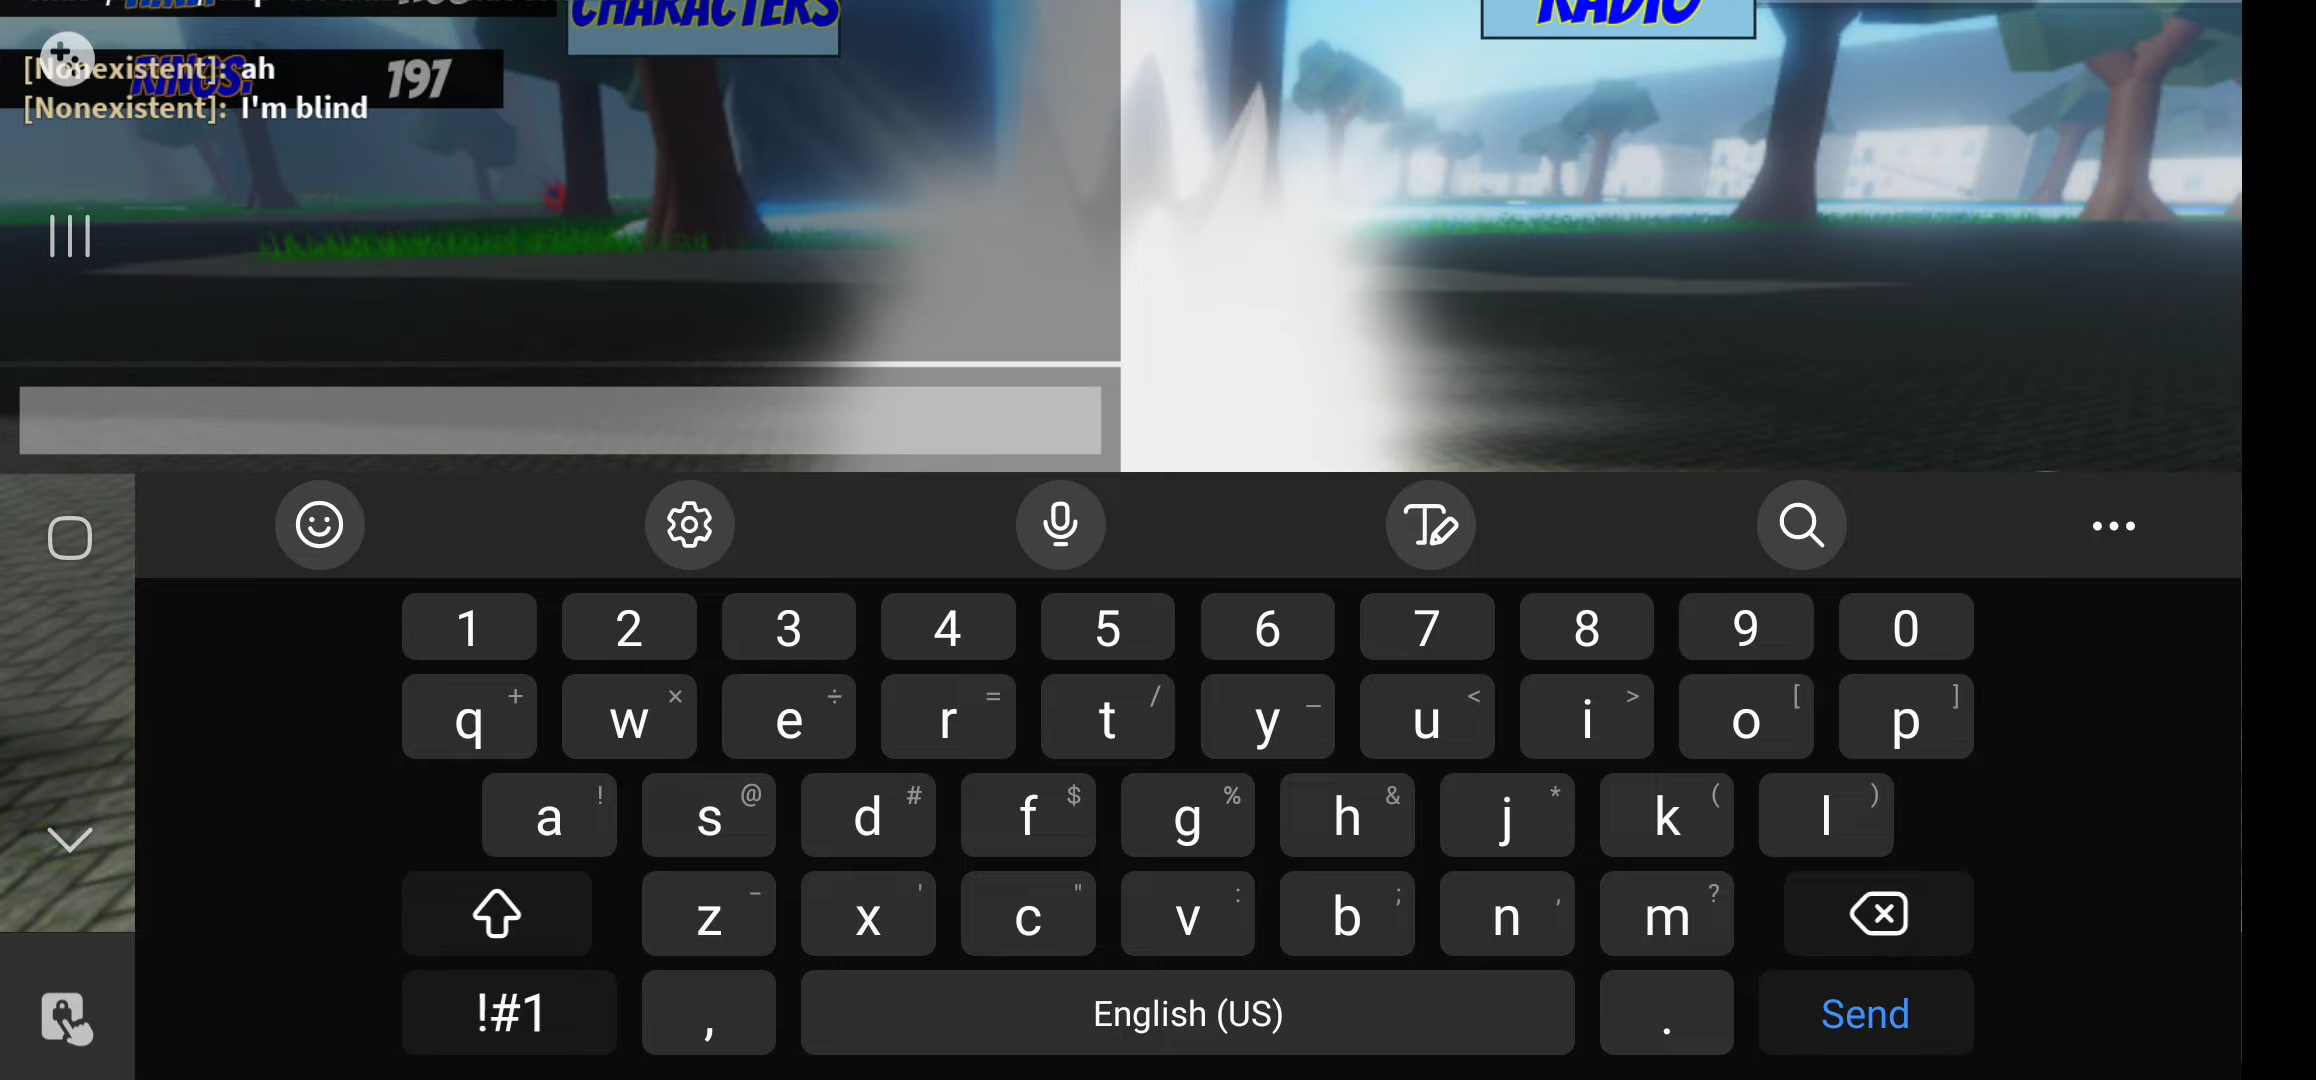 CHARACTERS
RADIO
RINGS: 197
[Nonexistent]: ah
[Nonexistent]: I'm blind
1 2 3 4 5 6 7 8 9 0
q + w × e ÷ r = t / y _ u < i > o [ p ]
a ! s @ d # f $ g % h & j * k ( l )
z - x ' c " v : b ; n , m ?
!#1 , English (US) . Send